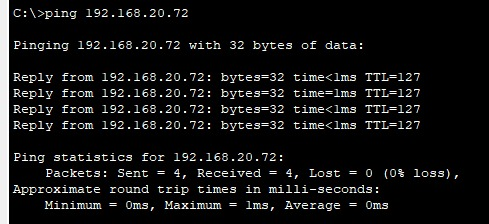 C:\>ping 192.168.20.72
Pinging 192.168.20.72 with 32 bytes of data:
Reply from 192.168.20.72: bytes=32 time<1ms TTL=127
Reply from 192.168.20.72: bytes=32 time=1ms TTL=127
Reply from 192.168.20.72: bytes=32 time<1ms TTL=127
Reply from 192.168.20.72: bytes=32 time<1ms TTL=127
Ping statistics for 192.168.20.72:
    Packets: Sent = 4, Received = 4, Lost = 0 (0% loss),
Approximate round trip times in milli-seconds:
    Minimum = 0ms, Maximum = 1ms, Average = 0ms